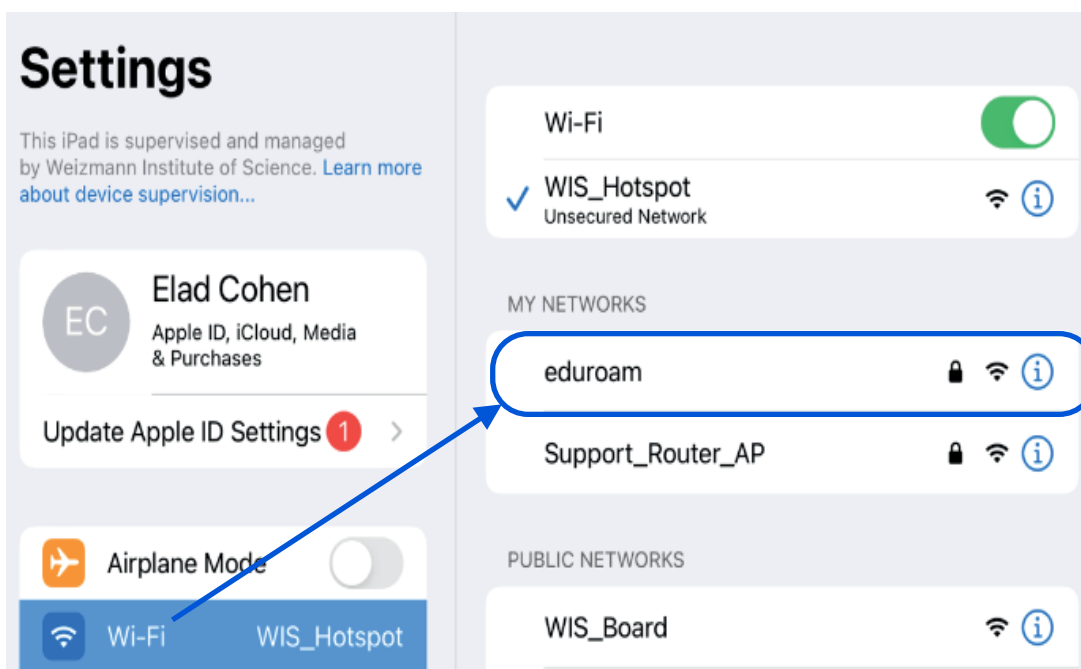 Settings
This iPad is supervised and managed
by Weizmann Institute of Science. Learn more
about device supervision...
EC
Elad Cohen
Apple ID, iCloud, Media
& Purchases
Update Apple ID Settings 1
Airplane Mode
Wi-Fi WIS_Hotspot
Wi-Fi
WIS_Hotspot
Unsecured Network
MY NETWORKS
eduroam
Support_Router_AP
PUBLIC NETWORKS
WIS_Board